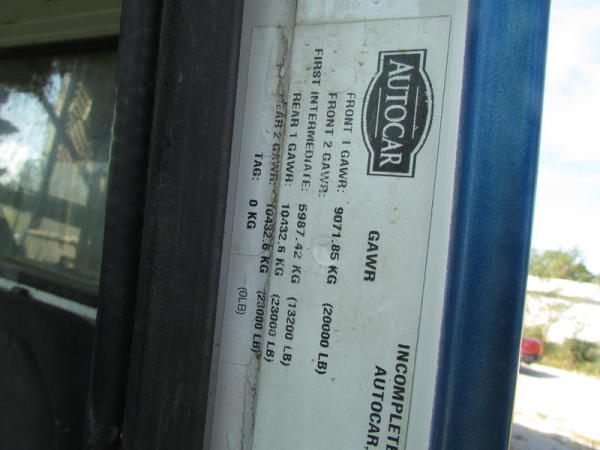 AUTOCAR
INCOMPLETE
AUTOCAR,
GAWR
FRONT 1 GAWR: 9071.85 KG (20000 LB)
FRONT 2 GAWR:
FIRST INTERMEDIATE: 5987.42 KG (13200 LB)
REAR 1 GAWR: 10432.6 KG (23000 LB)
REAR 2 GAWR: 10432.6 KG (23000 LB)
TAG: 0 KG (0LB)